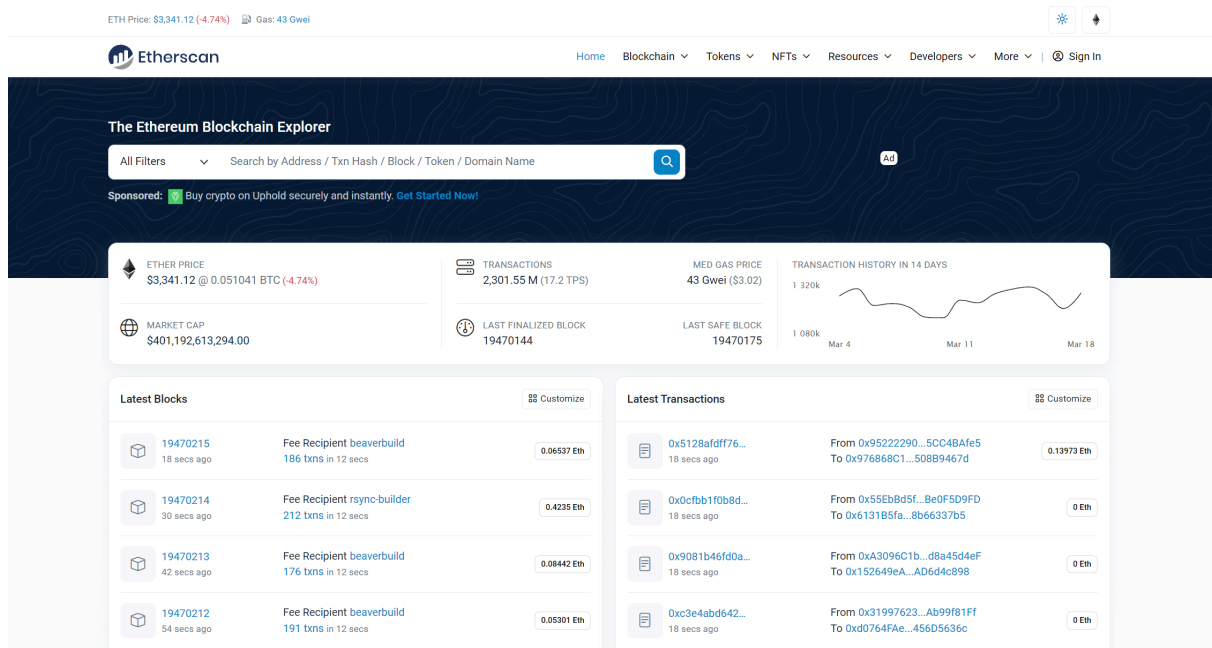 ETH Price: $3,341.12 (-4.74%) Gas: 43 Gwei
Etherscan
Home Blockchain Tokens NFTs Resources Developers More | Sign In
The Ethereum Blockchain Explorer
All Filters Search by Address / Txn Hash / Block / Token / Domain Name
Ad
Sponsored: Buy crypto on Uphold securely and instantly. Get Started Now!
ETHER PRICE
$3,341.12 @ 0.051041 BTC (-4.74%)
MARKET CAP
$401,192,613,294.00
TRANSACTIONS
2,301.55 M (17.2 TPS)
MED GAS PRICE
43 Gwei ($3.02)
LAST FINALIZED BLOCK
19470144
LAST SAFE BLOCK
19470175
TRANSACTION HISTORY IN 14 DAYS
1 320k
1 080k
Mar 4 Mar 11 Mar 18
Latest Blocks Customize
19470215 Fee Recipient beaverbuild
18 secs ago 186 txns in 12 secs
0.06537 Eth
19470214 Fee Recipient rsync-builder
30 secs ago 212 txns in 12 secs
0.4235 Eth
19470213 Fee Recipient beaverbuild
42 secs ago 176 txns in 12 secs
0.08442 Eth
19470212 Fee Recipient beaverbuild
54 secs ago 191 txns in 12 secs
0.05301 Eth
Latest Transactions Customize
0x5128afdff76... From 0x95222290...5CC4BAfe5
18 secs ago To 0x976868C1...508B9467d
0.13973 Eth
0x0cfbb1f0b8d... From 0x55EbBd5f...Be0F5D9FD
18 secs ago To 0x6131B5fa...8b66337b5
0 Eth
0x9081b46fd0a... From 0xA3096C1b...d8a45d4eF
18 secs ago To 0x152649eA...AD6d4c898
0 Eth
0xc3e4abd642... From 0x31997623...Ab99f81Ff
18 secs ago To 0xd0764FAe...456D5636c
0 Eth